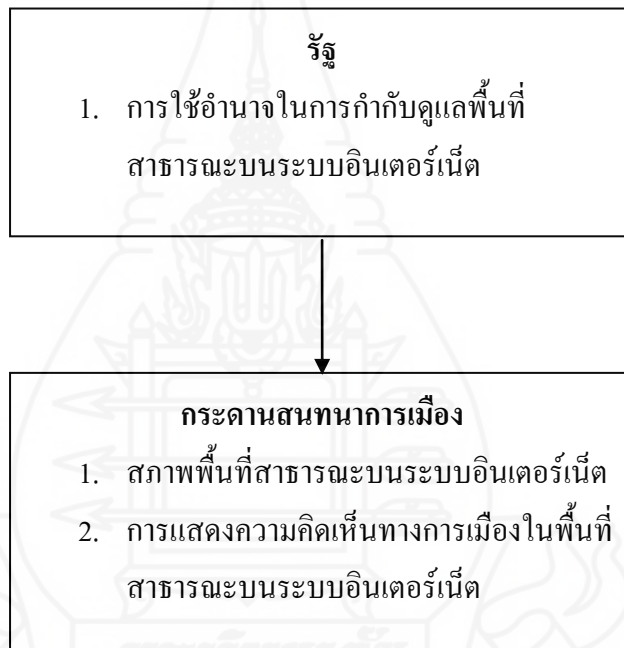 รัฐ
1. การใช้อำนาจในการกำกับดูแลพื้นที่
สาธารณะบนระบบอินเตอร์เน็ต
กระดานสนทนาการเมือง
1. สภาพพื้นที่สาธารณะบนระบบอินเตอร์เน็ต
2. การแสดงความคิดเห็นทางการเมืองในพื้นที่
สาธารณะบนระบบอินเตอร์เน็ต